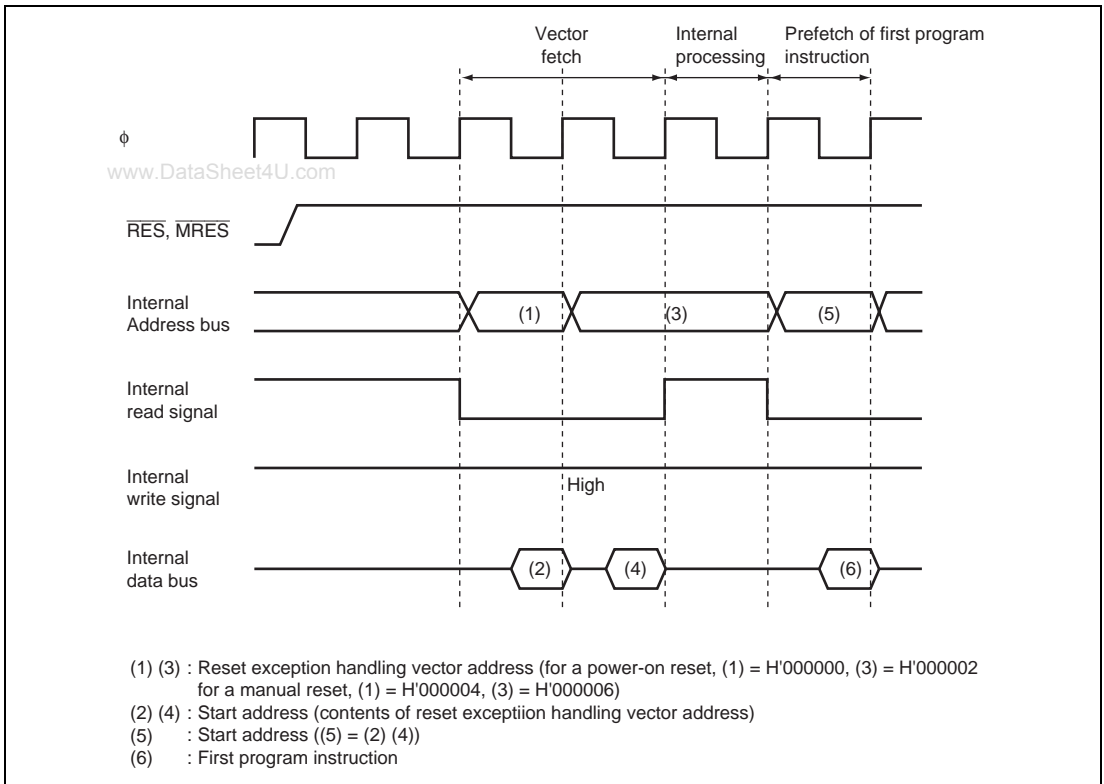 Vector fetch
Internal processing
Prefetch of first program instruction
ϕ
www.DataSheet4U.com
RES, MRES
Internal Address bus
(1)
(3)
(5)
Internal read signal
Internal write signal
High
Internal data bus
(2)
(4)
(6)
(1) (3) : Reset exception handling vector address (for a power-on reset, (1) = H'000000, (3) = H'000002
for a manual reset, (1) = H'000004, (3) = H'000006)
(2) (4) : Start address (contents of reset exceptiion handling vector address)
(5) : Start address ((5) = (2) (4))
(6) : First program instruction